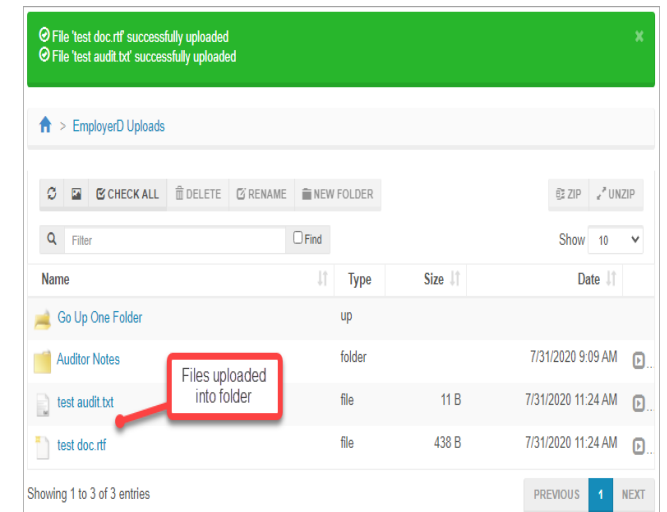 File 'test doc.rtf' successfully uploaded
File 'test audit.txt' successfully uploaded
> EmployerD Uploads
CHECK ALL DELETE RENAME NEW FOLDER ZIP UNZIP
Filter Find Show 10
Name Type Size Date
Go Up One Folder up
Auditor Notes folder 7/31/2020 9:09 AM
Files uploaded
into folder
test audit.txt file 11 B 7/31/2020 11:24 AM
test doc.rtf file 438 B 7/31/2020 11:24 AM
Showing 1 to 3 of 3 entries PREVIOUS 1 NEXT